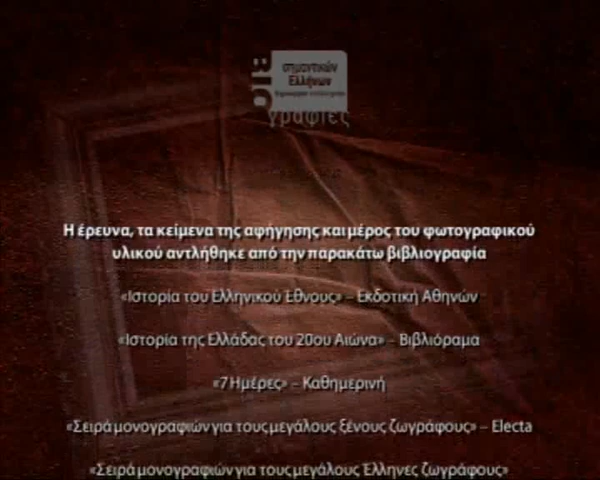 βιο
σημαντικών
Ελλήνων
γραφίες
Η έρευνα, τα κείμενα της αφήγησης και μέρος του φωτογραφικού
υλικού αντλήθηκε από την παρακάτω βιβλιογραφία
«Ιστορία του Ελληνικού Έθνους» – Εκδοτική Αθηνών
«Ιστορία της Ελλάδας του 20ου Αιώνα» – Βιβλιόραμα
«7 Ημέρες» – Καθημερινή
«Σειρά μονογραφιών για τους μεγάλους ξένους ζωγράφους» – Electa
«Σειρά μονογραφιών για τους μεγάλους Έλληνες ζωγράφους»